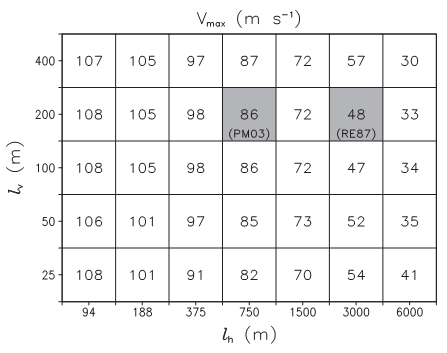 Vmax (m s⁻¹)
400 107 105 97 87 72 57 30
200 108 105 98 86 72 48 33
(PM03) (RE87)
100 108 105 98 86 72 47 34
50 106 101 97 85 73 52 35
25 108 101 91 82 70 54 41
94 188 375 750 1500 3000 6000
lv (m)
lh (m)